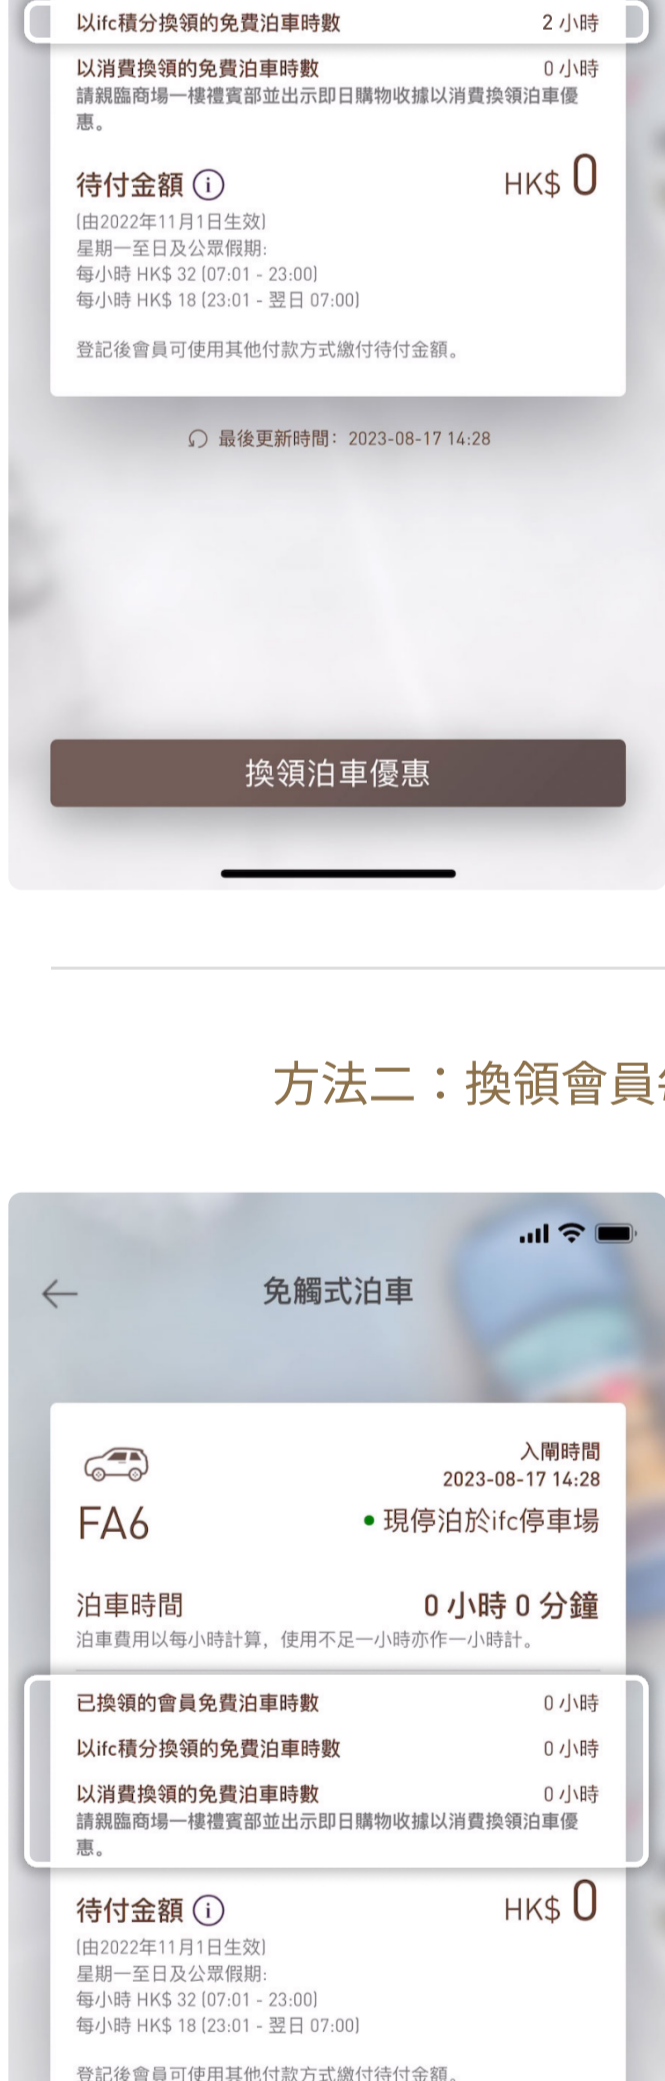 以ifc積分換領的免費泊車時數 2 小時
以消費換領的免費泊車時數 0 小時
請親臨商場一樓禮賓部並出示即日購物收據以消費換領泊車優
惠。
待付金額 i HK$ 0
(由2022年11月1日生效)
星期一至日及公眾假期:
每小時 HK$ 32 (07:01 - 23:00)
每小時 HK$ 18 (23:01 - 翌日 07:00)
登記後會員可使用其他付款方式繳付待付金額。
最後更新時間：2023-08-17 14:28
換領泊車優惠
方法二：換領會員
免觸式泊車
入閘時間
2023-08-17 14:28
FA6 現停泊於ifc停車場
泊車時間 0 小時 0 分鐘
泊車費用以每小時計算，使用不足一小時亦作一小時計。
已換領的會員免費泊車時數 0 小時
以ifc積分換領的免費泊車時數 0 小時
以消費換領的免費泊車時數 0 小時
請親臨商場一樓禮賓部並出示即日購物收據以消費換領泊車優
惠。
待付金額 i HK$ 0
(由2022年11月1日生效)
星期一至日及公眾假期:
每小時 HK$ 32 (07:01 - 23:00)
每小時 HK$ 18 (23:01 - 翌日 07:00)
登記後會員可使用其他付款方式繳付待付金額。